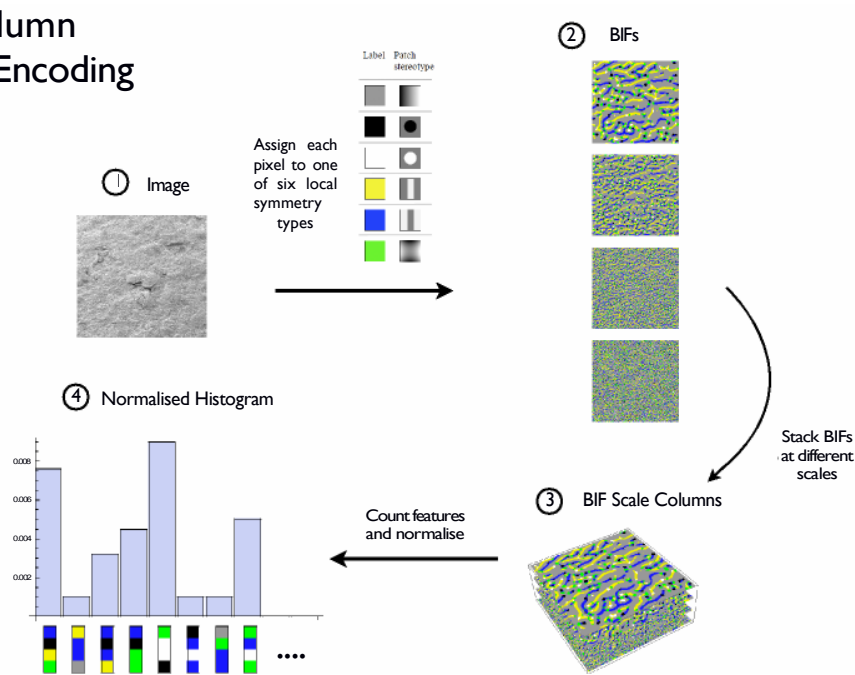 lumn
Encoding
① Image
Assign each
pixel to one
of six local
symmetry
types
Label Patch
stereotype
② BIFs
Stack BIFs
at different
scales
③ BIF Scale Columns
Count features
and normalise
④ Normalised Histogram
0.008
0.006
0.004
0.002
....